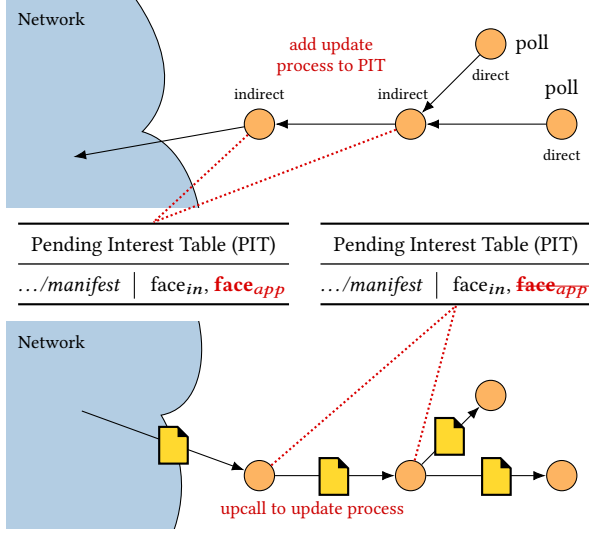 Network
add update
process to PIT
poll
direct
poll
indirect
indirect
direct
Pending Interest Table (PIT)
…/manifest | face_in, face_app
Pending Interest Table (PIT)
…/manifest | face_in, face_app
Network
upcall to update process